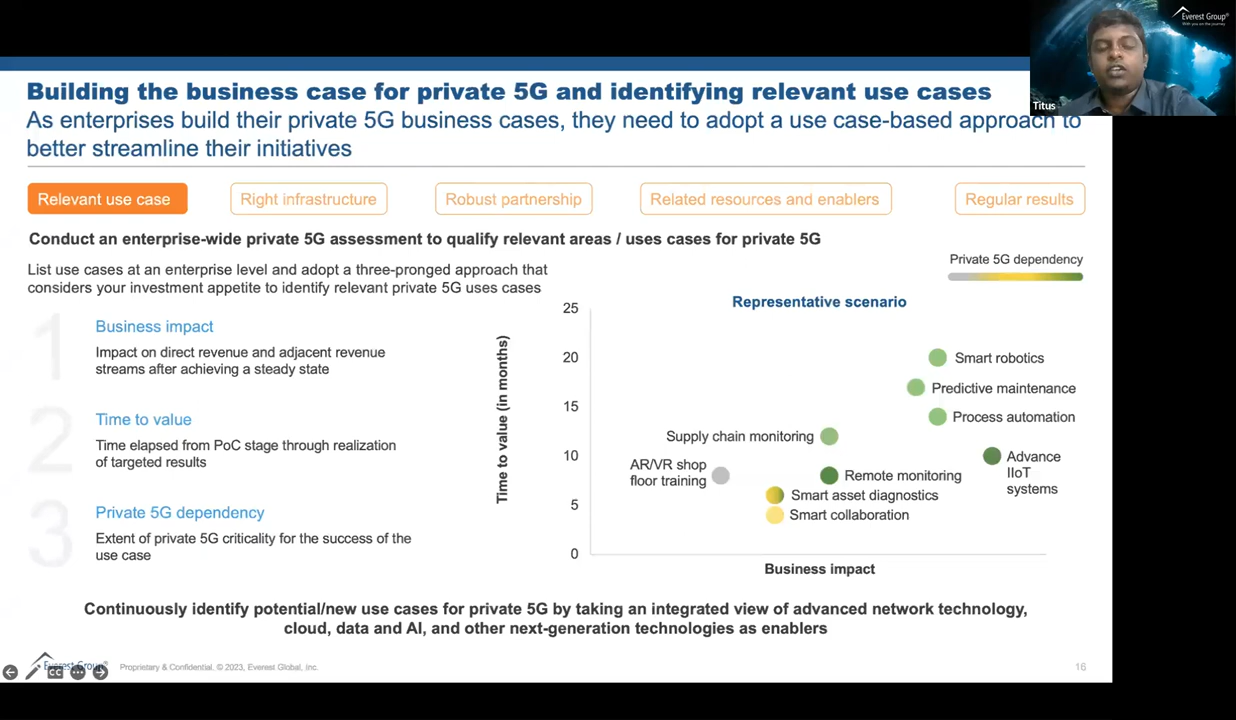 Everest Group®
With you on the journey
Titus
Building the business case for private 5G and identifying relevant use cases
As enterprises build their private 5G business cases, they need to adopt a use case-based approach to
better streamline their initiatives
Relevant use case
Right infrastructure
Robust partnership
Related resources and enablers
Regular results
Conduct an enterprise-wide private 5G assessment to qualify relevant areas / uses cases for private 5G
List use cases at an enterprise level and adopt a three-pronged approach that
considers your investment appetite to identify relevant private 5G uses cases
1
Business impact
Impact on direct revenue and adjacent revenue
streams after achieving a steady state
2
Time to value
Time elapsed from PoC stage through realization
of targeted results
3
Private 5G dependency
Extent of private 5G criticality for the success of the
use case
Private 5G dependency
Representative scenario
Time to value (in months)
25
20
15
10
5
0
Smart robotics
Predictive maintenance
Process automation
Supply chain monitoring
Advance
IIoT
systems
AR/VR shop
floor training
Remote monitoring
Smart asset diagnostics
Smart collaboration
Business impact
Continuously identify potential/new use cases for private 5G by taking an integrated view of advanced network technology,
cloud, data and AI, and other next-generation technologies as enablers
Everest Group®
CC
Proprietary & Confidential. © 2023, Everest Global, Inc.
16